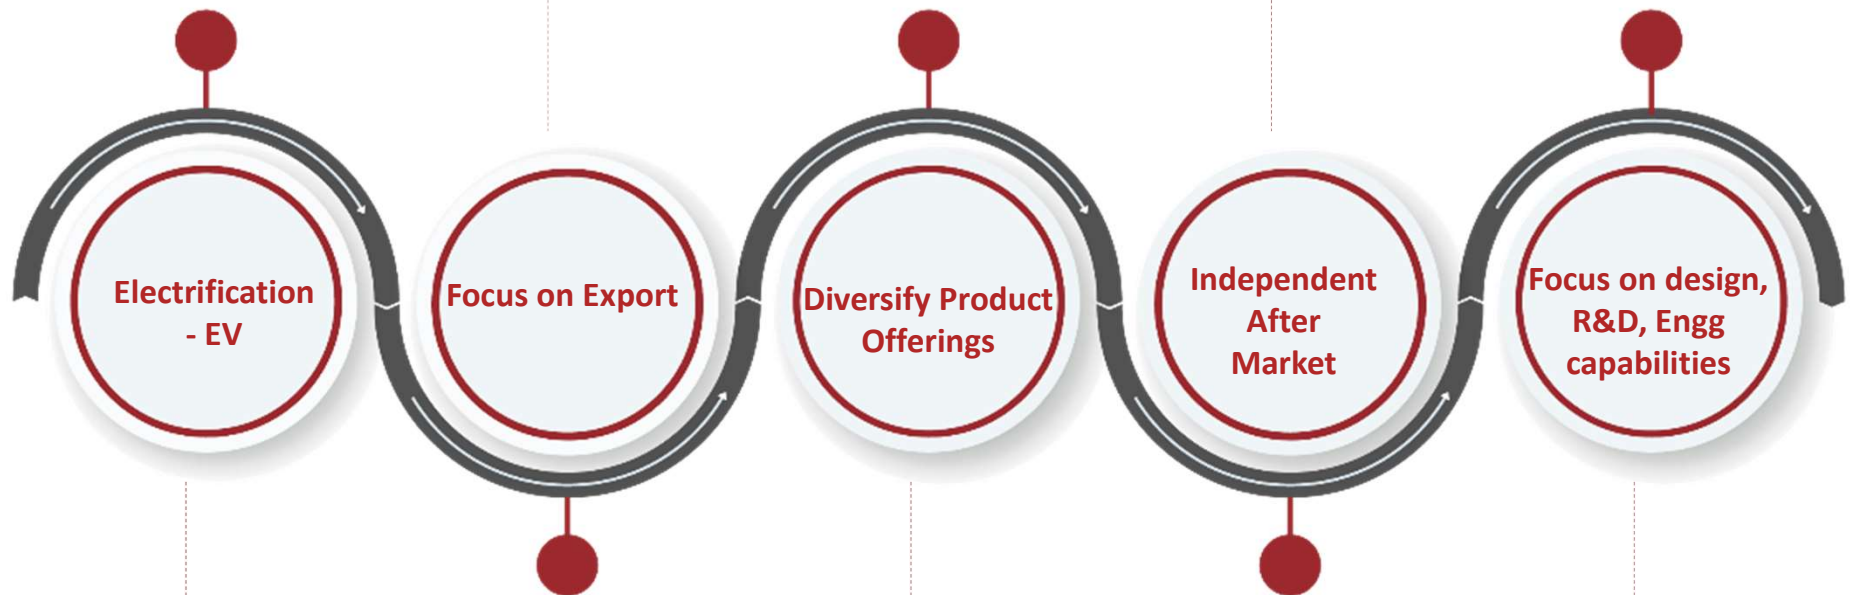 Electrification
- EV
Focus on Export
Diversify Product
Offerings
Independent
After
Market
Focus on design,
R&D, Engg
capabilities